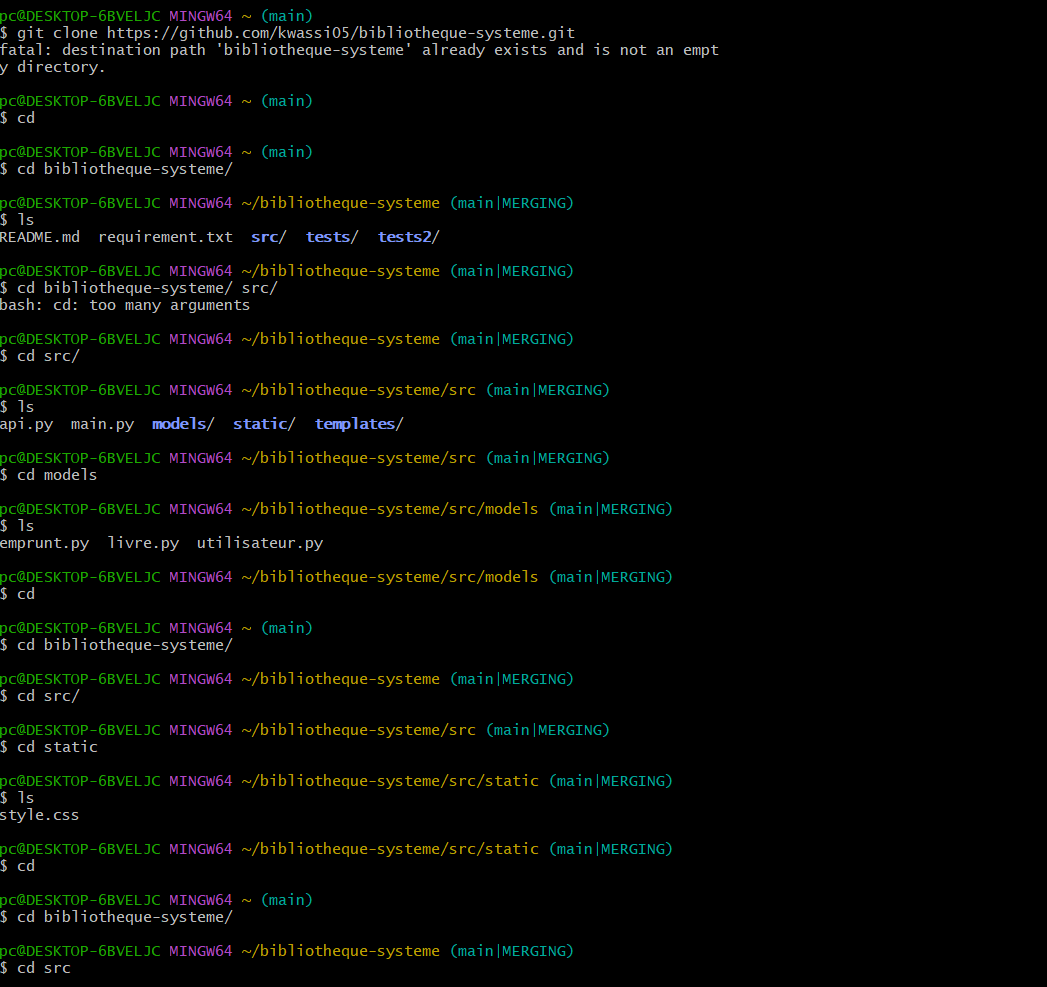 pc@DESKTOP-6BVELJC MINGW64 ~ (main)
$ git clone https://github.com/kwassi05/bibliotheque-systeme.git
fatal: destination path 'bibliotheque-systeme' already exists and is not an empt
y directory.
pc@DESKTOP-6BVELJC MINGW64 ~ (main)
$ cd
pc@DESKTOP-6BVELJC MINGW64 ~ (main)
$ cd bibliotheque-systeme/
pc@DESKTOP-6BVELJC MINGW64 ~/bibliotheque-systeme (main|MERGING)
$ ls
README.md  requirement.txt  src/  tests/  tests2/
pc@DESKTOP-6BVELJC MINGW64 ~/bibliotheque-systeme (main|MERGING)
$ cd bibliotheque-systeme/ src/
bash: cd: too many arguments
pc@DESKTOP-6BVELJC MINGW64 ~/bibliotheque-systeme (main|MERGING)
$ cd src/
pc@DESKTOP-6BVELJC MINGW64 ~/bibliotheque-systeme/src (main|MERGING)
$ ls
api.py  main.py  models/  static/  templates/
pc@DESKTOP-6BVELJC MINGW64 ~/bibliotheque-systeme/src (main|MERGING)
$ cd models
pc@DESKTOP-6BVELJC MINGW64 ~/bibliotheque-systeme/src/models (main|MERGING)
$ ls
emprunt.py  livre.py  utilisateur.py
pc@DESKTOP-6BVELJC MINGW64 ~/bibliotheque-systeme/src/models (main|MERGING)
$ cd
pc@DESKTOP-6BVELJC MINGW64 ~ (main)
$ cd bibliotheque-systeme/
pc@DESKTOP-6BVELJC MINGW64 ~/bibliotheque-systeme (main|MERGING)
$ cd src/
pc@DESKTOP-6BVELJC MINGW64 ~/bibliotheque-systeme/src (main|MERGING)
$ cd static
pc@DESKTOP-6BVELJC MINGW64 ~/bibliotheque-systeme/src/static (main|MERGING)
$ ls
style.css
pc@DESKTOP-6BVELJC MINGW64 ~/bibliotheque-systeme/src/static (main|MERGING)
$ cd
pc@DESKTOP-6BVELJC MINGW64 ~ (main)
$ cd bibliotheque-systeme/
pc@DESKTOP-6BVELJC MINGW64 ~/bibliotheque-systeme (main|MERGING)
$ cd src